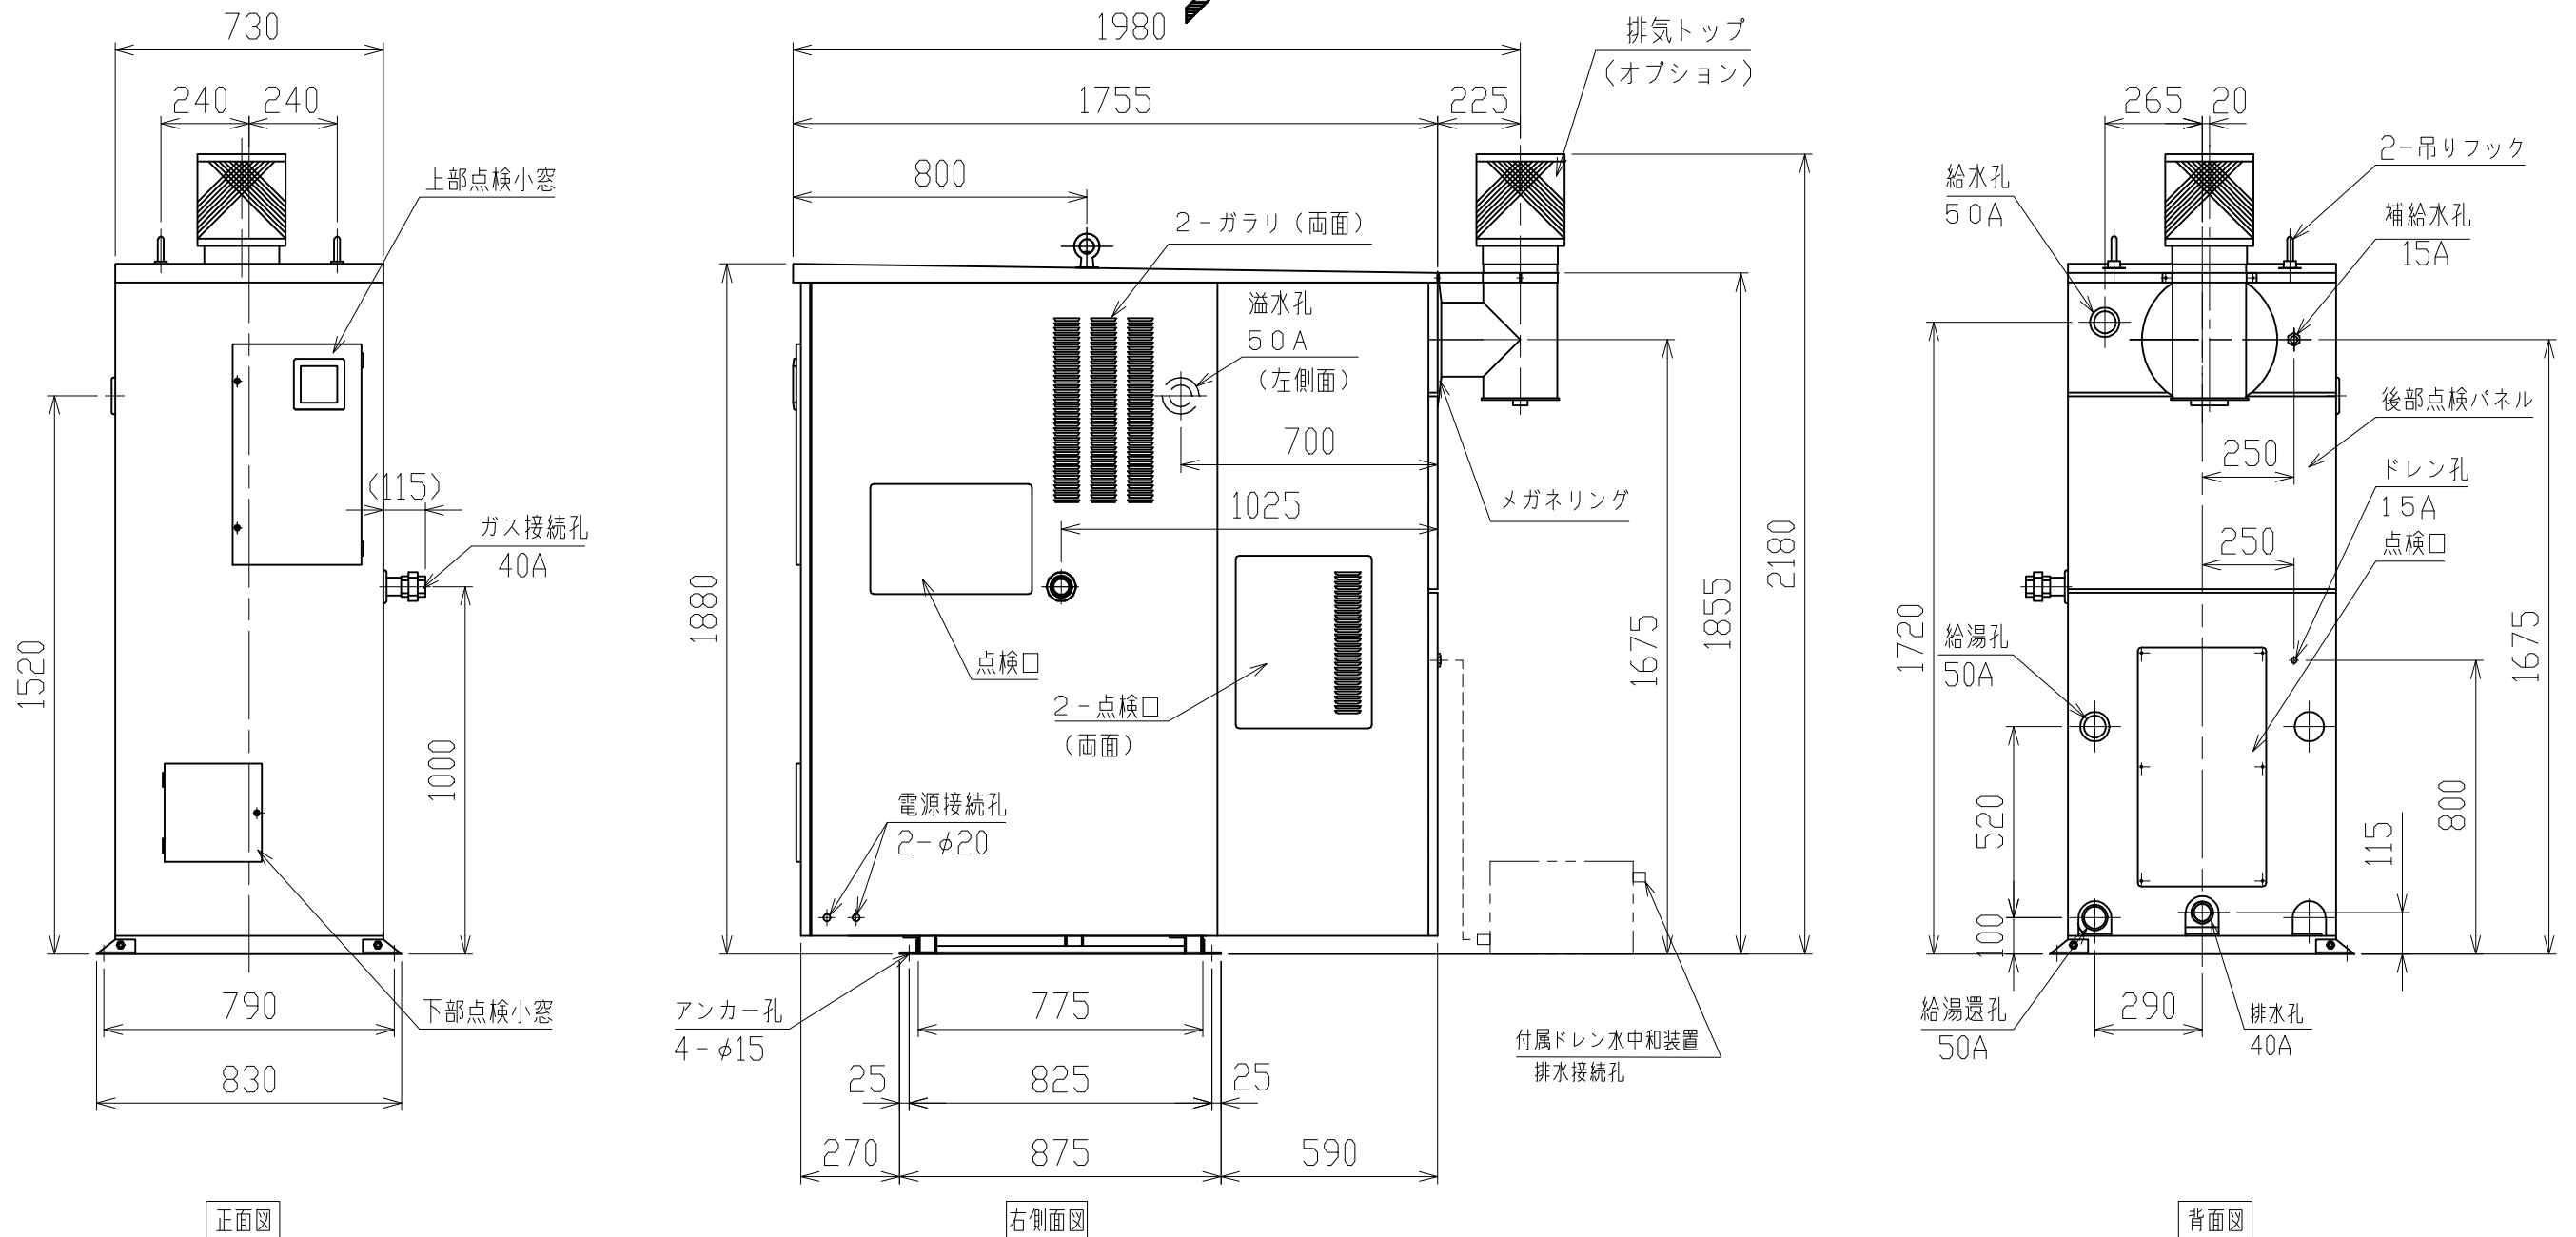 730
240
240
上部点検小窓
(115)
ガス接続孔
40A
1520
1000
790
下部点検小窓
830
正面図
1980
排気トップ
(オプション)
1755
225
800
2-ガラリ(両面)
溢水孔
50A
(左側面)
700
メガネリング
1025
1880
点検口
2-点検口
(両面)
1675
1855
2180
電源接続孔
2-φ20
アンカー孔
4-φ15
775
25
825
25
270
875
590
付属ドレン水中和装置
排水接続孔
右側面図
265
20
2-吊りフック
給水孔
50A
補給水孔
15A
後部点検パネル
250
ドレン孔
15A
250
点検口
1720
給湯孔
50A
1675
520
800
115
100
290
給湯還孔
50A
排水孔
40A
背面図